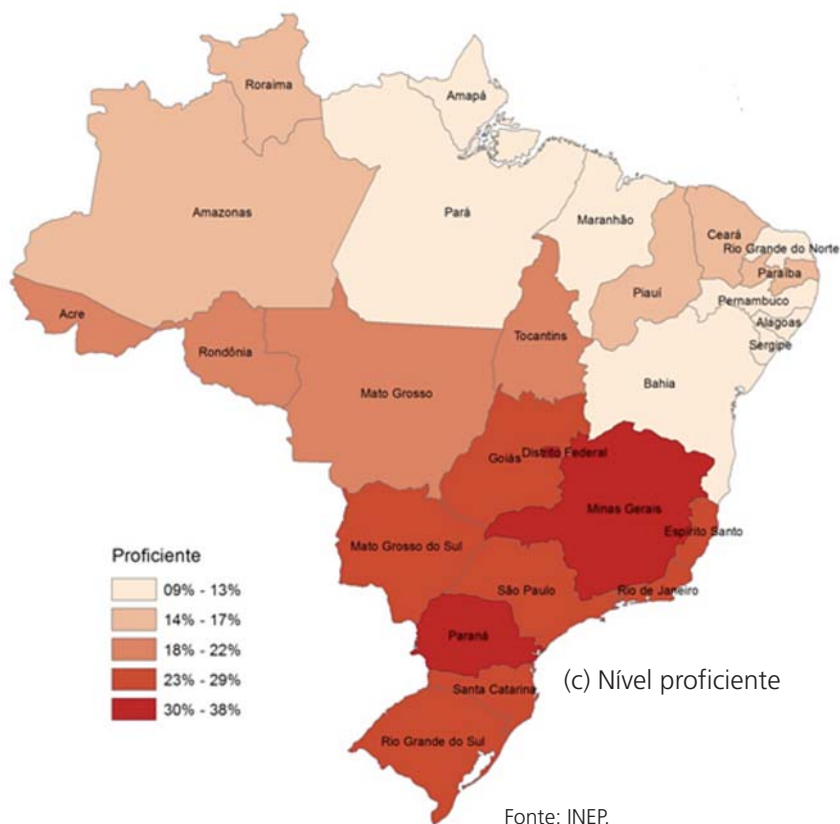 Roraima
Amapá
Amazonas
Pará
Maranhão
Ceará
Rio Grande do Norte
Paraíba
Piauí
Pernambuco
Alagoas
Sergipe
Acre
Rondônia
Tocantins
Mato Grosso
Bahia
Goiás
Distrito Federal
Minas Gerais
Espírito Santo
Mato Grosso do Sul
São Paulo
Rio de Janeiro
Paraná
Santa Catarina
Rio Grande do Sul
Proficiente
09% - 13%
14% - 17%
18% - 22%
23% - 29%
30% - 38%
(c) Nível proficiente
Fonte: INEP.